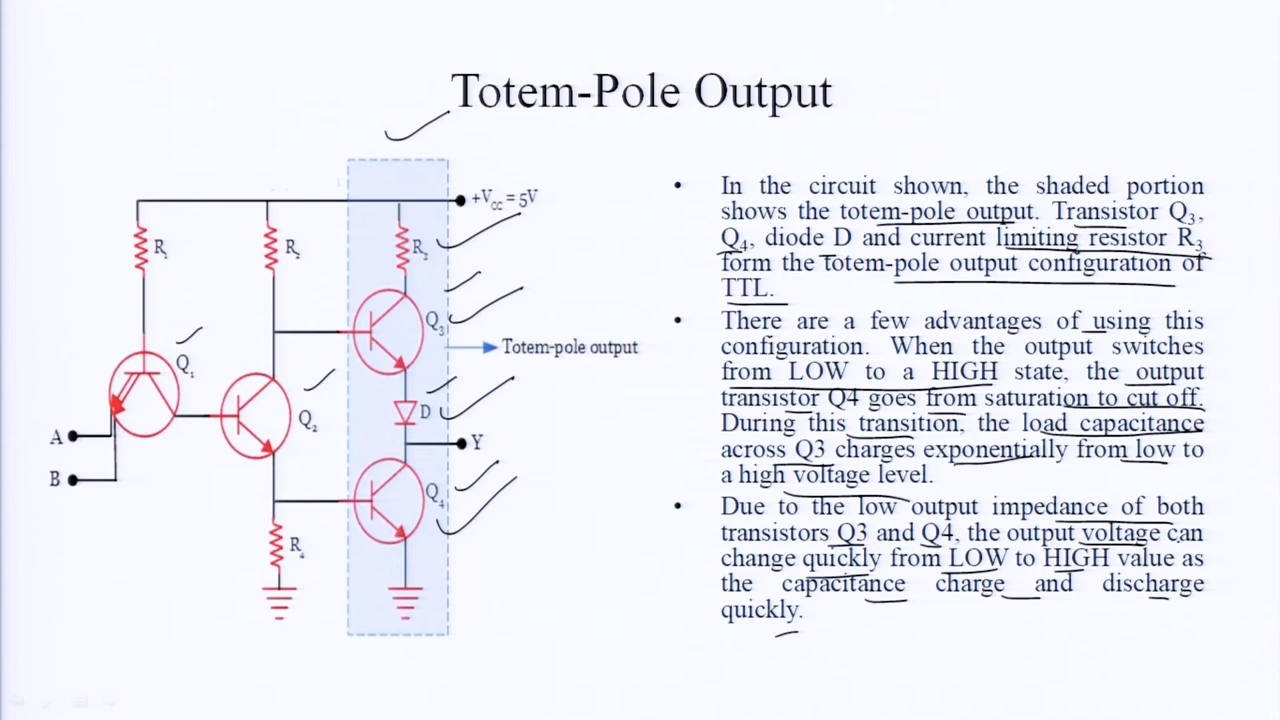 Totem-Pole Output
+VCC = 5V
R1
R2
R3
Q3
Totem-pole output
Q1
Q2
D
A
Y
B
Q4
R4
• In the circuit shown, the shaded portion
shows the totem-pole output. Transistor Q3,
Q4, diode D and current limiting resistor R3
form the totem-pole output configuration of
TTL.
• There are a few advantages of using this
configuration. When the output switches
from LOW to a HIGH state, the output
transistor Q4 goes from saturation to cut off.
During this transition, the load capacitance
across Q3 charges exponentially from low to
a high voltage level.
• Due to the low output impedance of both
transistors Q3 and Q4, the output voltage can
change quickly from LOW to HIGH value as
the capacitance charge and discharge
quickly.